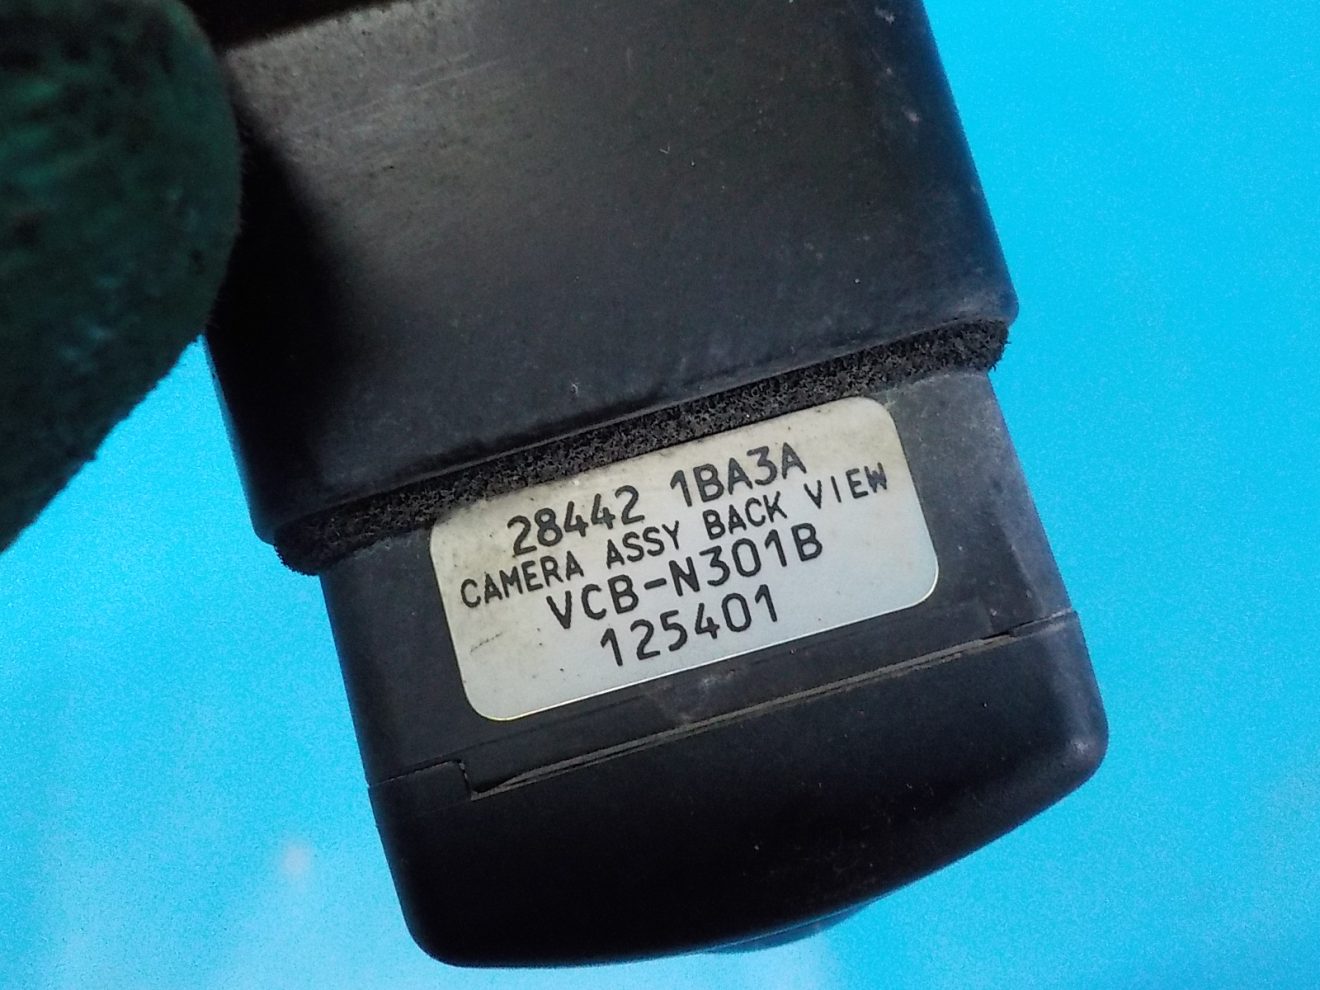 28442 1BA3A
CAMERA ASSY BACK VIEW
VCB-N301B
125401